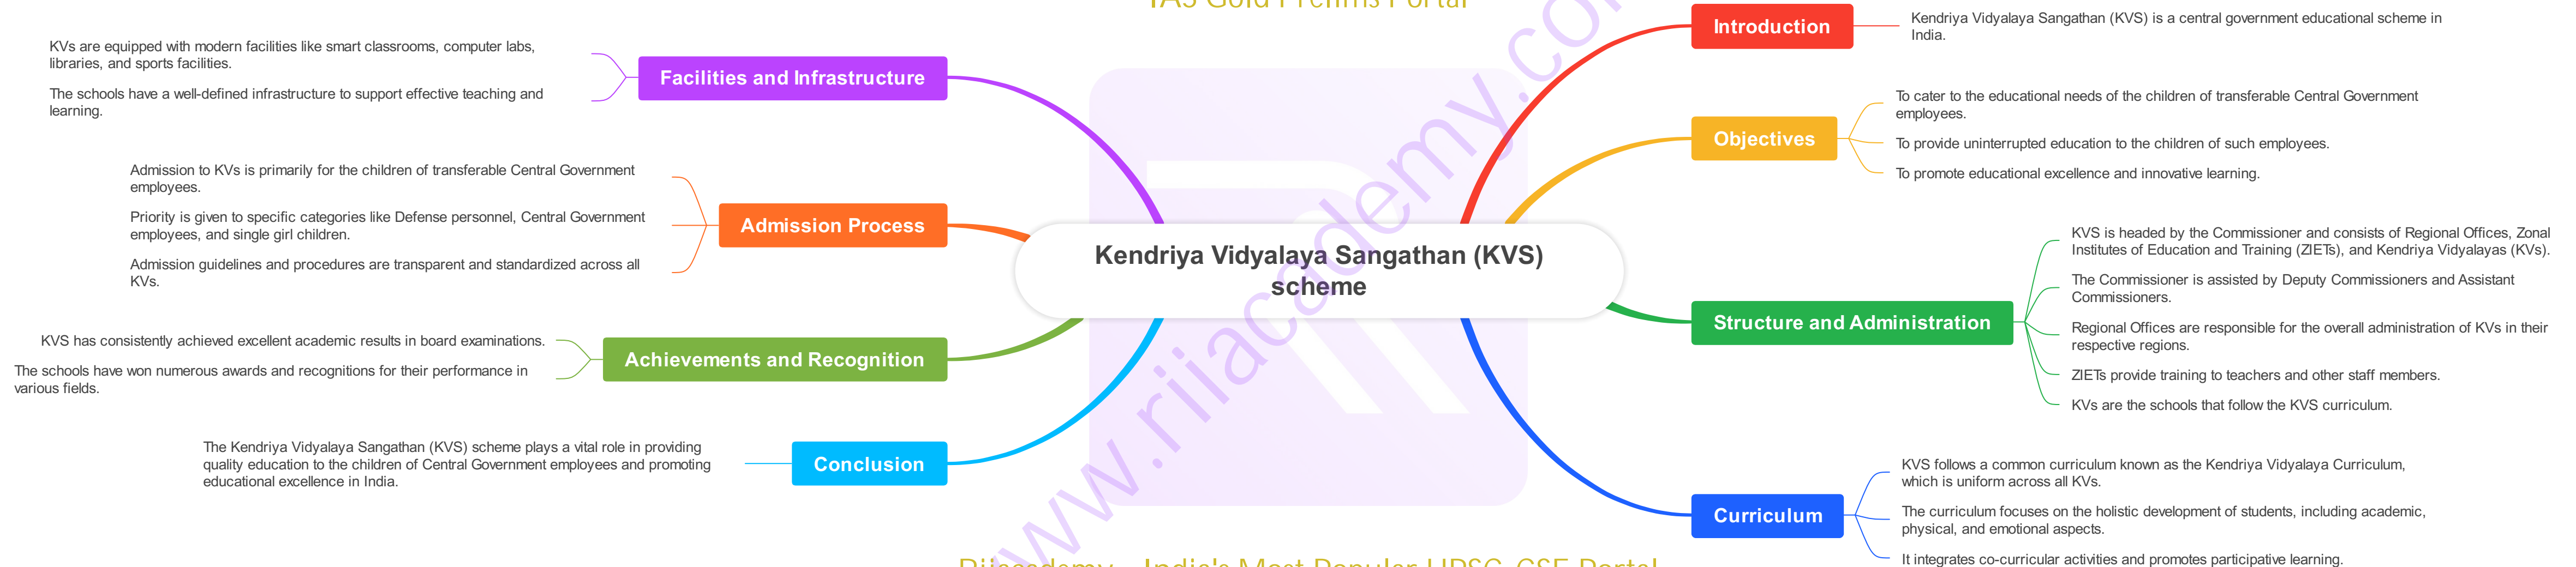 IAS Gold Prelims Portal
Kendriya Vidyalaya Sangathan (KVS)
scheme
Introduction
Kendriya Vidyalaya Sangathan (KVS) is a central government educational scheme in
India.
Objectives
To cater to the educational needs of the children of transferable Central Government
employees.
To provide uninterrupted education to the children of such employees.
To promote educational excellence and innovative learning.
Structure and Administration
KVS is headed by the Commissioner and consists of Regional Offices, Zonal
Institutes of Education and Training (ZIETs), and Kendriya Vidyalayas (KVs).
The Commissioner is assisted by Deputy Commissioners and Assistant
Commissioners.
Regional Offices are responsible for the overall administration of KVs in their
respective regions.
ZIETs provide training to teachers and other staff members.
KVs are the schools that follow the KVS curriculum.
Curriculum
KVS follows a common curriculum known as the Kendriya Vidyalaya Curriculum,
which is uniform across all KVs.
The curriculum focuses on the holistic development of students, including academic,
physical, and emotional aspects.
It integrates co-curricular activities and promotes participative learning.
Facilities and Infrastructure
KVs are equipped with modern facilities like smart classrooms, computer labs,
libraries, and sports facilities.
The schools have a well-defined infrastructure to support effective teaching and
learning.
Admission Process
Admission to KVs is primarily for the children of transferable Central Government
employees.
Priority is given to specific categories like Defense personnel, Central Government
employees, and single girl children.
Admission guidelines and procedures are transparent and standardized across all
KVs.
Achievements and Recognition
KVS has consistently achieved excellent academic results in board examinations.
The schools have won numerous awards and recognitions for their performance in
various fields.
Conclusion
The Kendriya Vidyalaya Sangathan (KVS) scheme plays a vital role in providing
quality education to the children of Central Government employees and promoting
educational excellence in India.
www.rijiacademy.co
India's Most Popular UPSC-CSE Portal